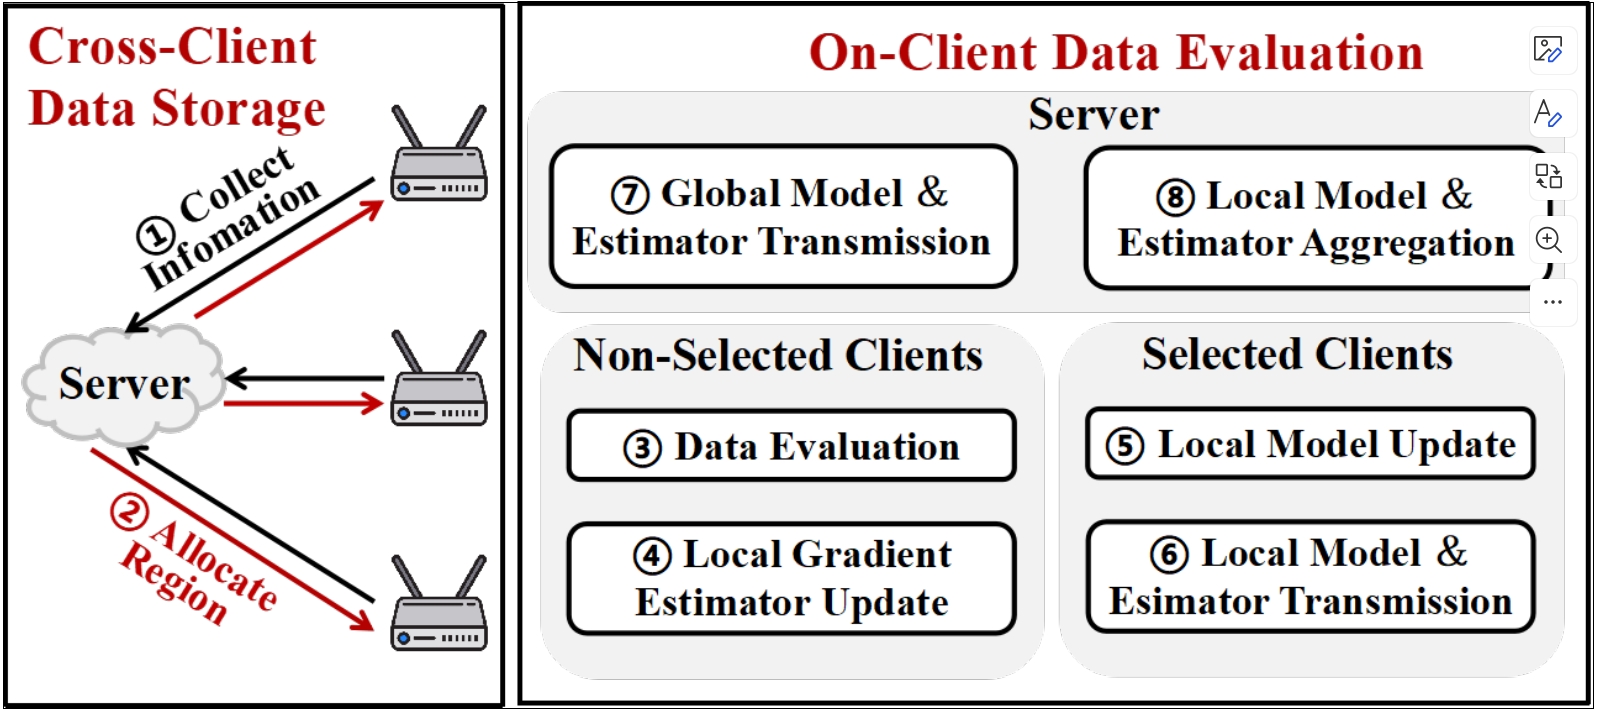 Cross-Client
Data Storage
① Collect
Infomation
Server
② Allocate
Region
On-Client Data Evaluation
Server
⑦ Global Model &
Estimator Transmission
⑧ Local Model &
Estimator Aggregation
Non-Selected Clients
③ Data Evaluation
④ Local Gradient
Estimator Update
Selected Clients
⑤ Local Model Update
⑥ Local Model &
Esimator Transmission